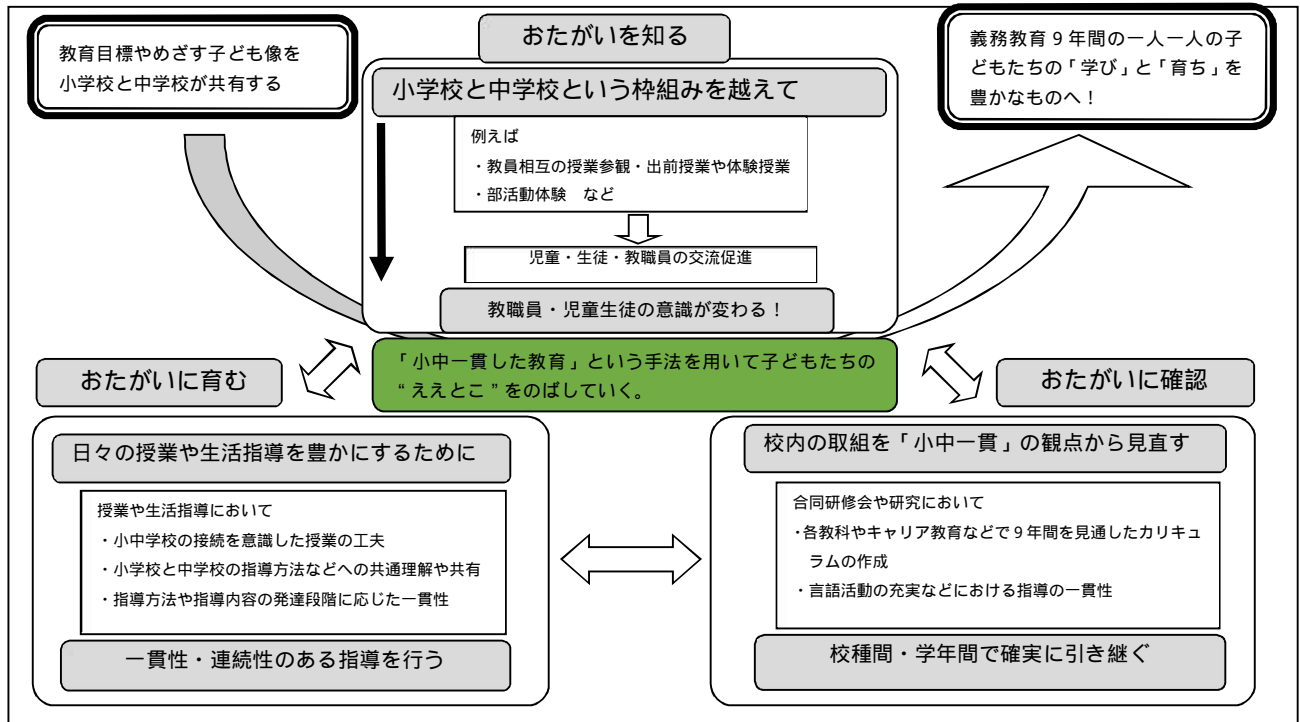 おたがいを知る
教育目標やめざす子ども像を
小学校と中学校が共有する
義務教育９年間の一人一人の子
どもたちの「学び」と「育ち」を
豊かなものへ！
小学校と中学校という枠組みを越えて
例えば
・教員相互の授業参観・出前授業や体験授業
・部活動体験　など
児童・生徒・教職員の交流促進
教職員・児童生徒の意識が変わる！
「小中一貫した教育」という手法を用いて子どもたちの
“ええとこ”をのばしていく。
おたがいに育む
日々の授業や生活指導を豊かにするために
授業や生活指導において
・小中学校の接続を意識した授業の工夫
・小学校と中学校の指導方法などへの共通理解や共有
・指導方法や指導内容の発達段階に応じた一貫性
一貫性・連続性のある指導を行う
おたがいに確認
校内の取組を「小中一貫」の観点から見直す
合同研修会や研究において
・各教科やキャリア教育などで９年間を見通したカリキュ
ラムの作成
・言語活動の充実などにおける指導の一貫性
校種間・学年間で確実に引き継ぐ